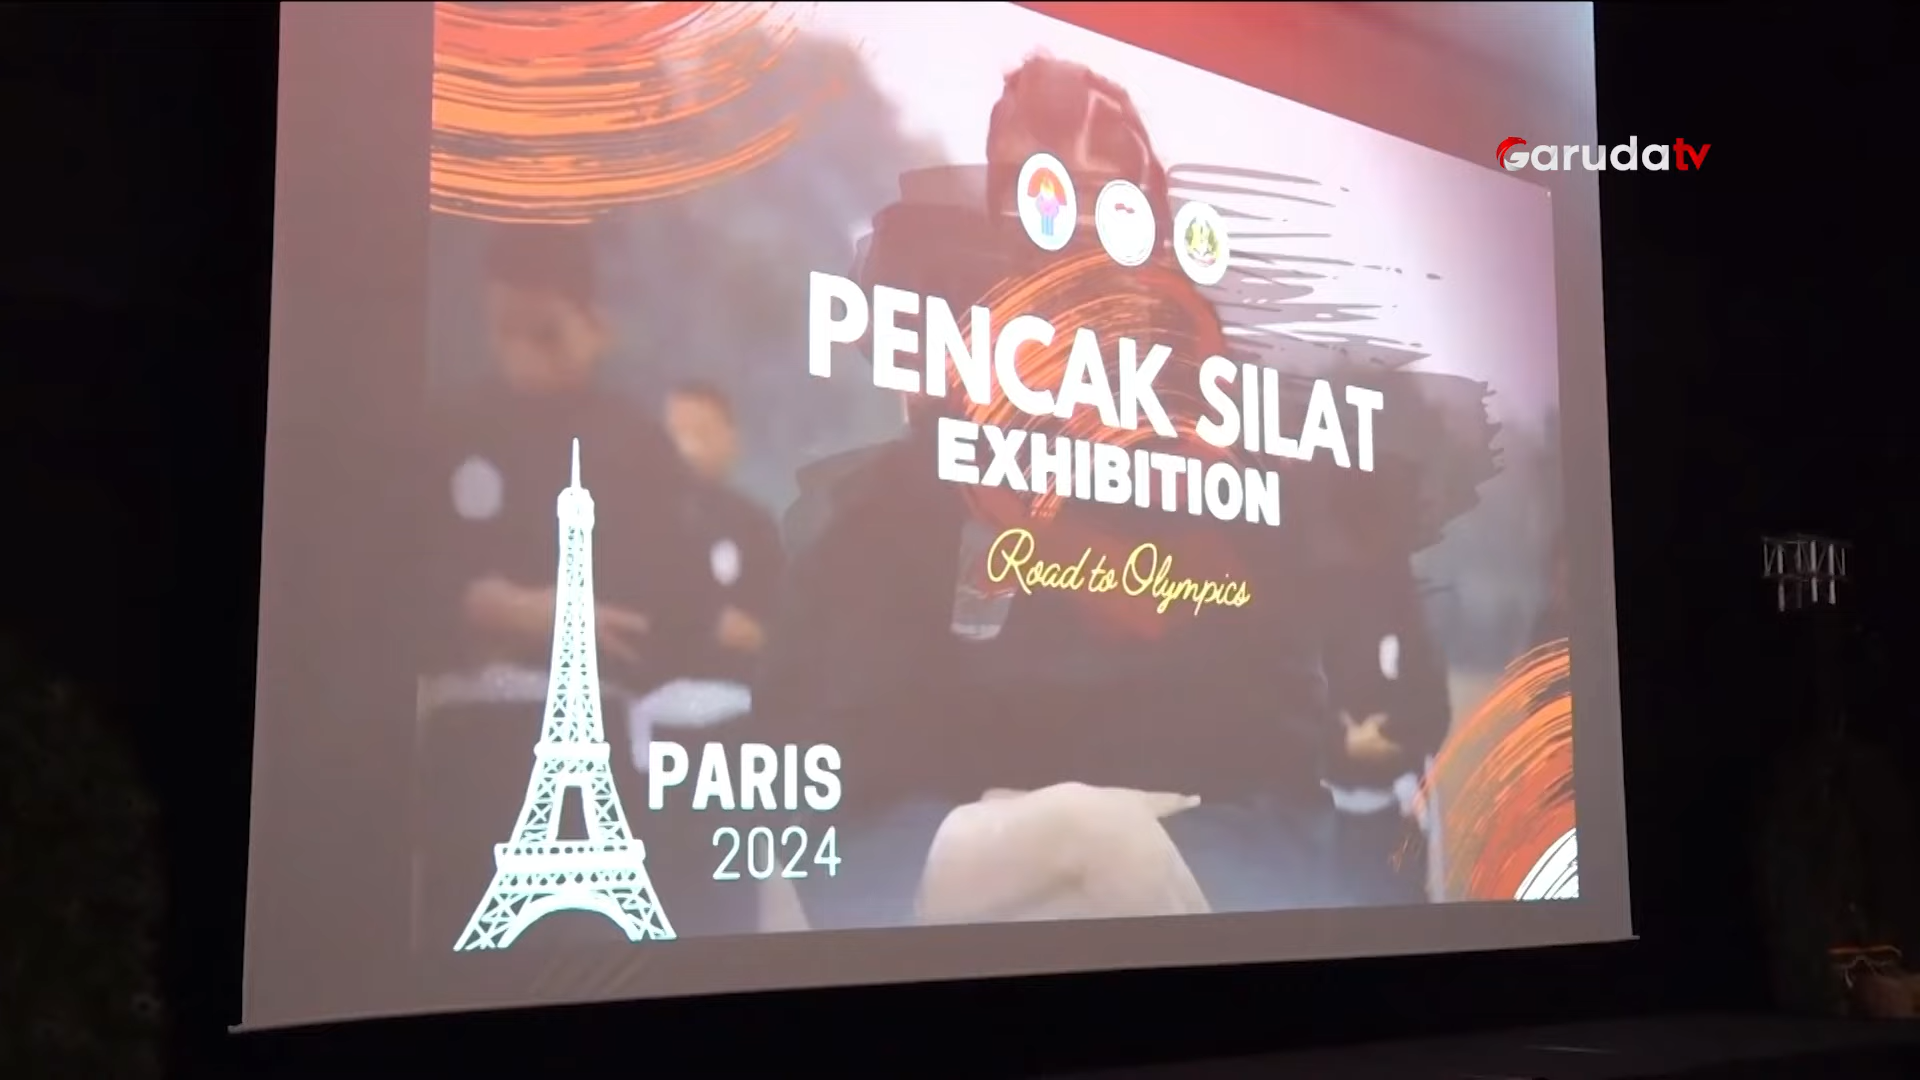 Garudatv
PENCAK SILAT
EXHIBITION
Road to Olympics
PARIS
2024